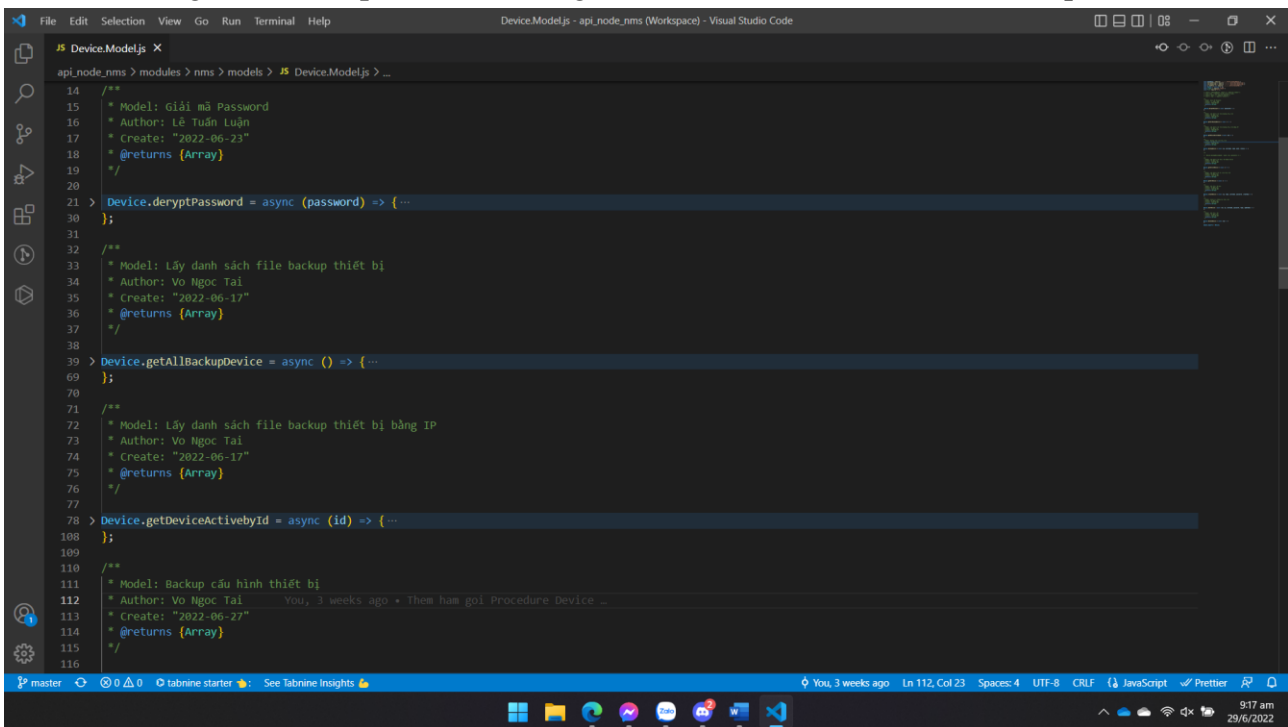 File Edit Selection View Go Run Terminal Help Device.Model.js - api_node_nms (Workspace) - Visual Studio Code
JS Device.Model.js
api_node_nms > modules > nms > models > JS Device.Model.js > ...
14 /**
15 * Model: Giải mã Password
16 * Author: Lê Tuấn Luận
17 * Create: "2022-06-23"
18 * @returns {Array}
19 */
20
21 > Device.deryptPassword = async (password) => { ...
30 };
31
32 /**
33 * Model: Lấy danh sách file backup thiết bị
34 * Author: Vo Ngoc Tai
35 * Create: "2022-06-17"
36 * @returns {Array}
37 */
38
39 > Device.getAllBackupDevice = async () => { ...
69 };
70
71 /**
72 * Model: Lấy danh sách file backup thiết bị bằng IP
73 * Author: Vo Ngoc Tai
74 * Create: "2022-06-17"
75 * @returns {Array}
76 */
77
78 > Device.getDeviceActivebyId = async (id) => { ...
108 };
109
110 /**
111 * Model: Backup cấu hình thiết bị
112 * Author: Vo Ngoc Tai You, 3 weeks ago • Them ham goi Procedure Device …
113 * Create: "2022-06-27"
114 * @returns {Array}
115 */
116
master 0 0 tabnine starter : See Tabnine Insights You, 3 weeks ago Ln 112, Col 23 Spaces: 4 UTF-8 CRLF JavaScript Prettier
Zalo
9:17 am
29/6/2022